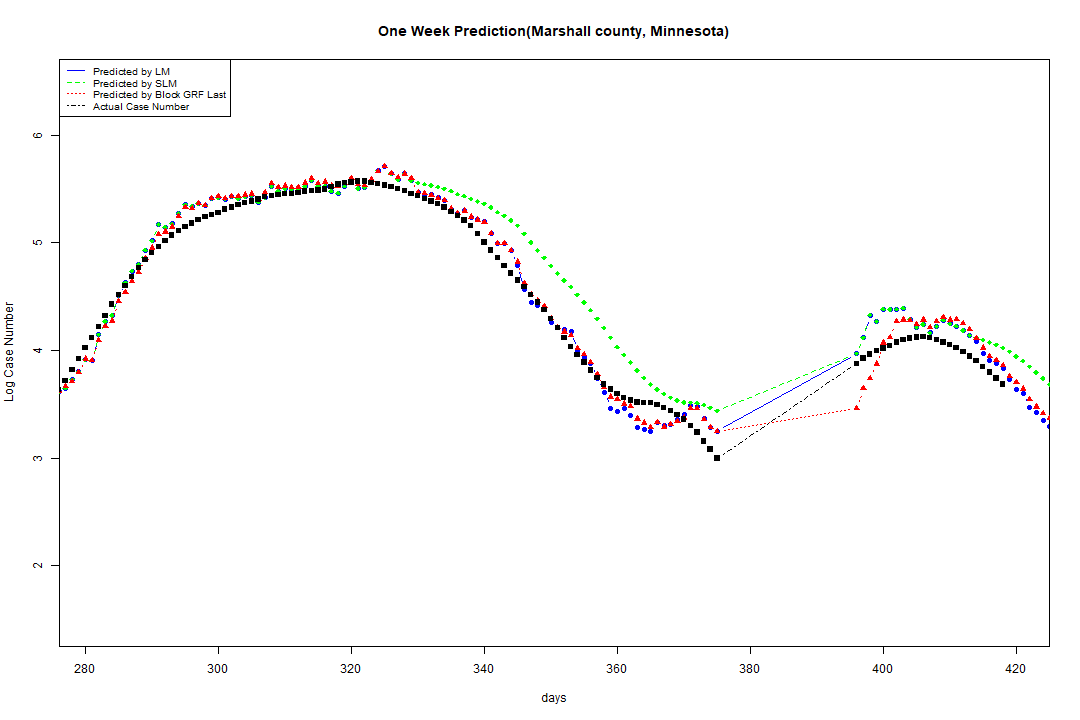 One Week Prediction(Marshall county, Minnesota)
Predicted by LM
Predicted by SLM
Predicted by Block GRF Last
Actual Case Number
Log Case Number
6
5
4
3
2
280 300 320 340 360 380 400 420
days